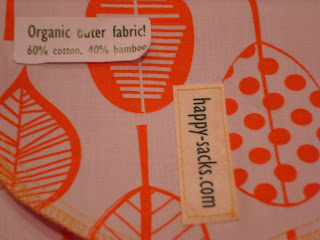 Organic outer fabric!
60% cotton, 40% bamboo
happy-sacks.com